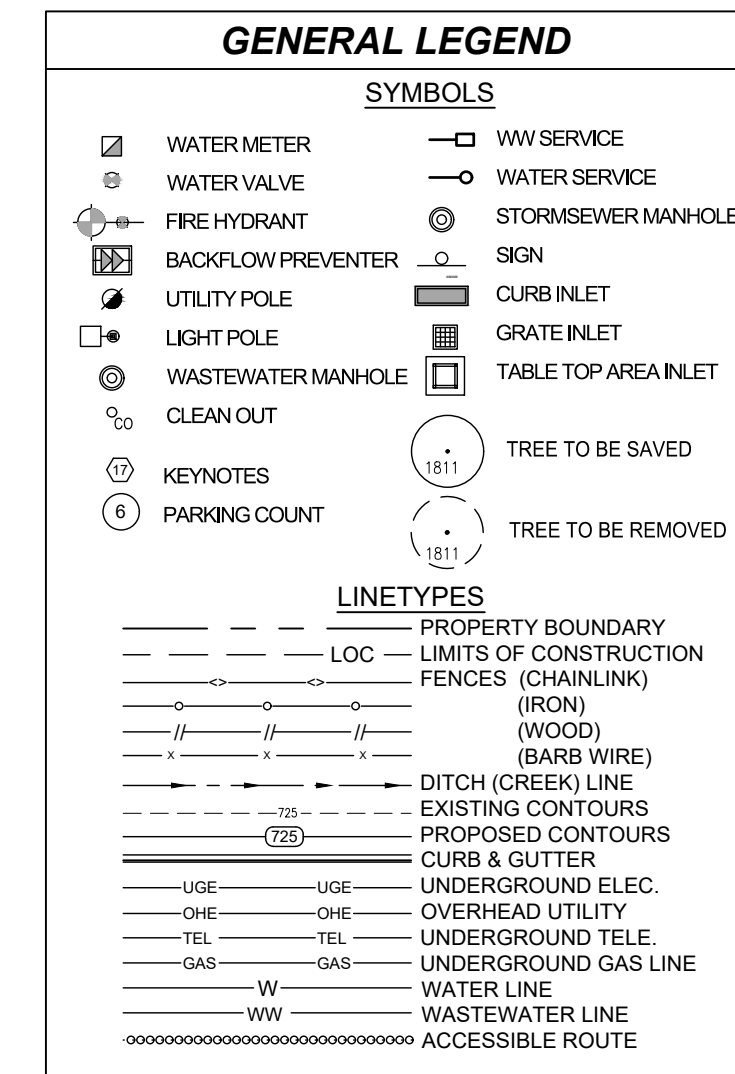 GENERAL LEGEND
SYMBOLS
WATER METER
WATER VALVE
FIRE HYDRANT
BACKFLOW PREVENTER
UTILITY POLE
LIGHT POLE
WASTEWATER MANHOLE
CO CLEAN OUT
17 KEYNOTES
6 PARKING COUNT
WW SERVICE
WATER SERVICE
STORMSEWER MANHOLE
SIGN
CURB INLET
GRATE INLET
TABLE TOP AREA INLET
1811 TREE TO BE SAVED
1811 TREE TO BE REMOVED
LINETYPES
PROPERTY BOUNDARY
LOC LIMITS OF CONSTRUCTION
FENCES (CHAINLINK)
(IRON)
// // // (WOOD)
x x x (BARB WIRE)
DITCH (CREEK) LINE
725 EXISTING CONTOURS
725 PROPOSED CONTOURS
CURB & GUTTER
UGE UGE UNDERGROUND ELEC.
OHE OHE OVERHEAD UTILITY
TEL TEL UNDERGROUND TELE.
GAS GAS UNDERGROUND GAS LINE
W WATER LINE
WW WASTEWATER LINE
ACCESSIBLE ROUTE